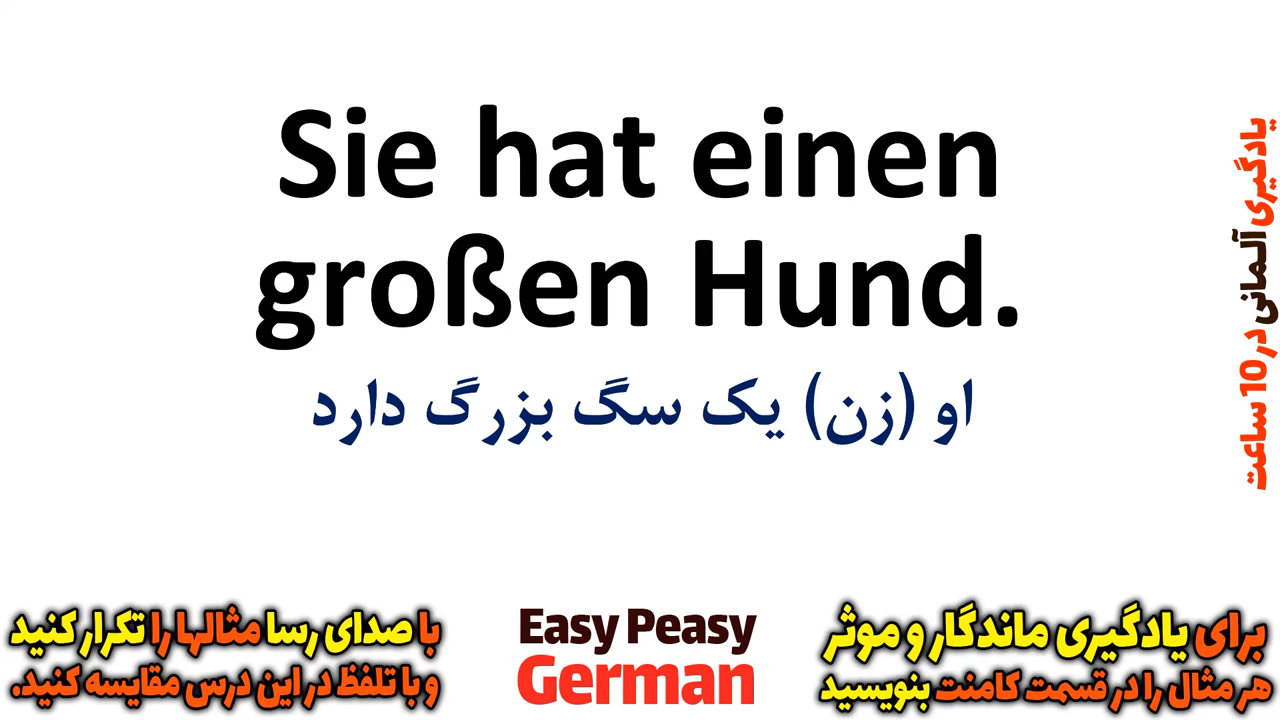 Sie hat einen
großen Hund.
او (زن) یک سگ بزرگ دارد
یادگیری آلمانی در 10 ساعت
با صدای رسا مثالها را تکرار کنید
و با تلفظ در این درس مقایسه کنید.
Easy Peasy
German
برای یادگیری ماندگار و موثر
هر مثال را در قسمت کامنت بنویسید